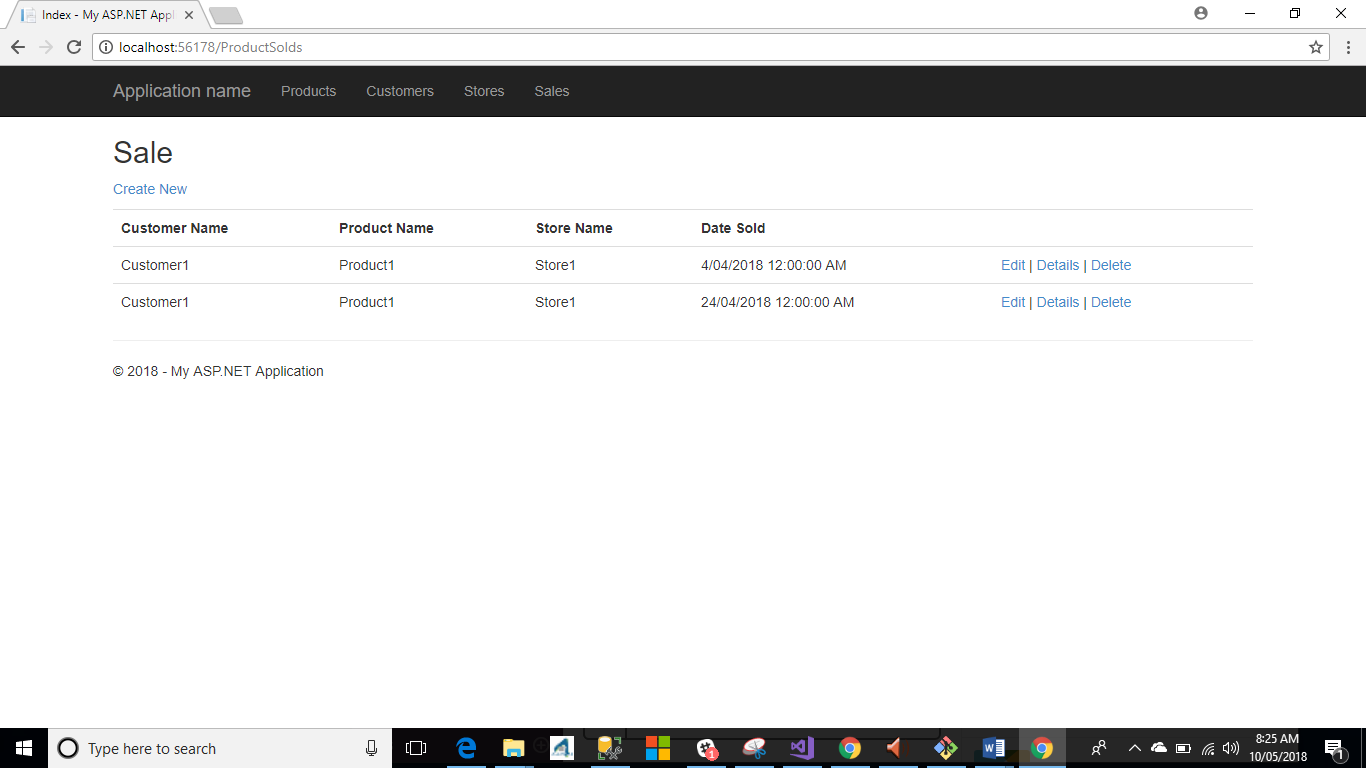 Index - My ASP.NET Appl
localhost:56178/ProductSolds
Application name Products Customers Stores Sales
Sale
Create New
Customer Name Product Name Store Name Date Sold
Customer1 Product1 Store1 4/04/2018 12:00:00 AM Edit | Details | Delete
Customer1 Product1 Store1 24/04/2018 12:00:00 AM Edit | Details | Delete
© 2018 - My ASP.NET Application
Type here to search
8:25 AM
10/05/2018
1
1